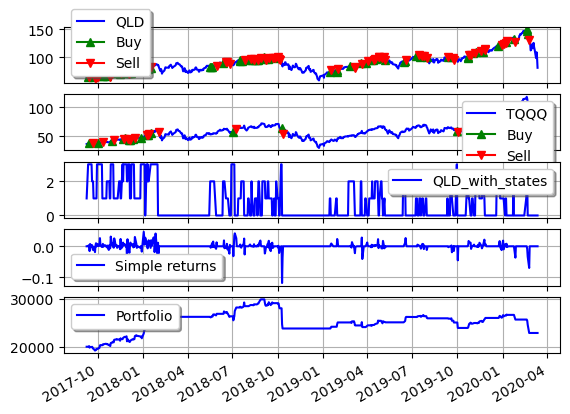 150
100
QLD
Buy
Sell
100
50
TQQQ
Buy
Sell
2
0
QLD_with_states
0.0
−0.1
Simple returns
30000
20000
Portfolio
2017-10
2018-01
2018-04
2018-07
2018-10
2019-01
2019-04
2019-07
2019-10
2020-01
2020-04